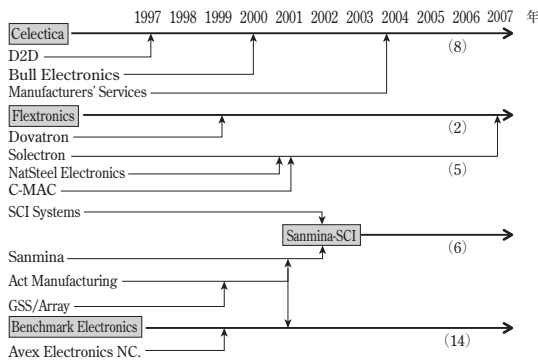 1997 1998 1999 2000 2001 2002 2003 2004 2005 2006 2007 年
Celectica
(8)
D2D
Bull Electronics
Manufacturers' Services
Flextronics
(2)
Dovatron
Solectron
(5)
NatSteel Electronics
C-MAC
SCI Systems
Sanmina-SCI
(6)
Sanmina
Act Manufacturing
GSS/Array
Benchmark Electronics
(14)
Avex Electronics NC.